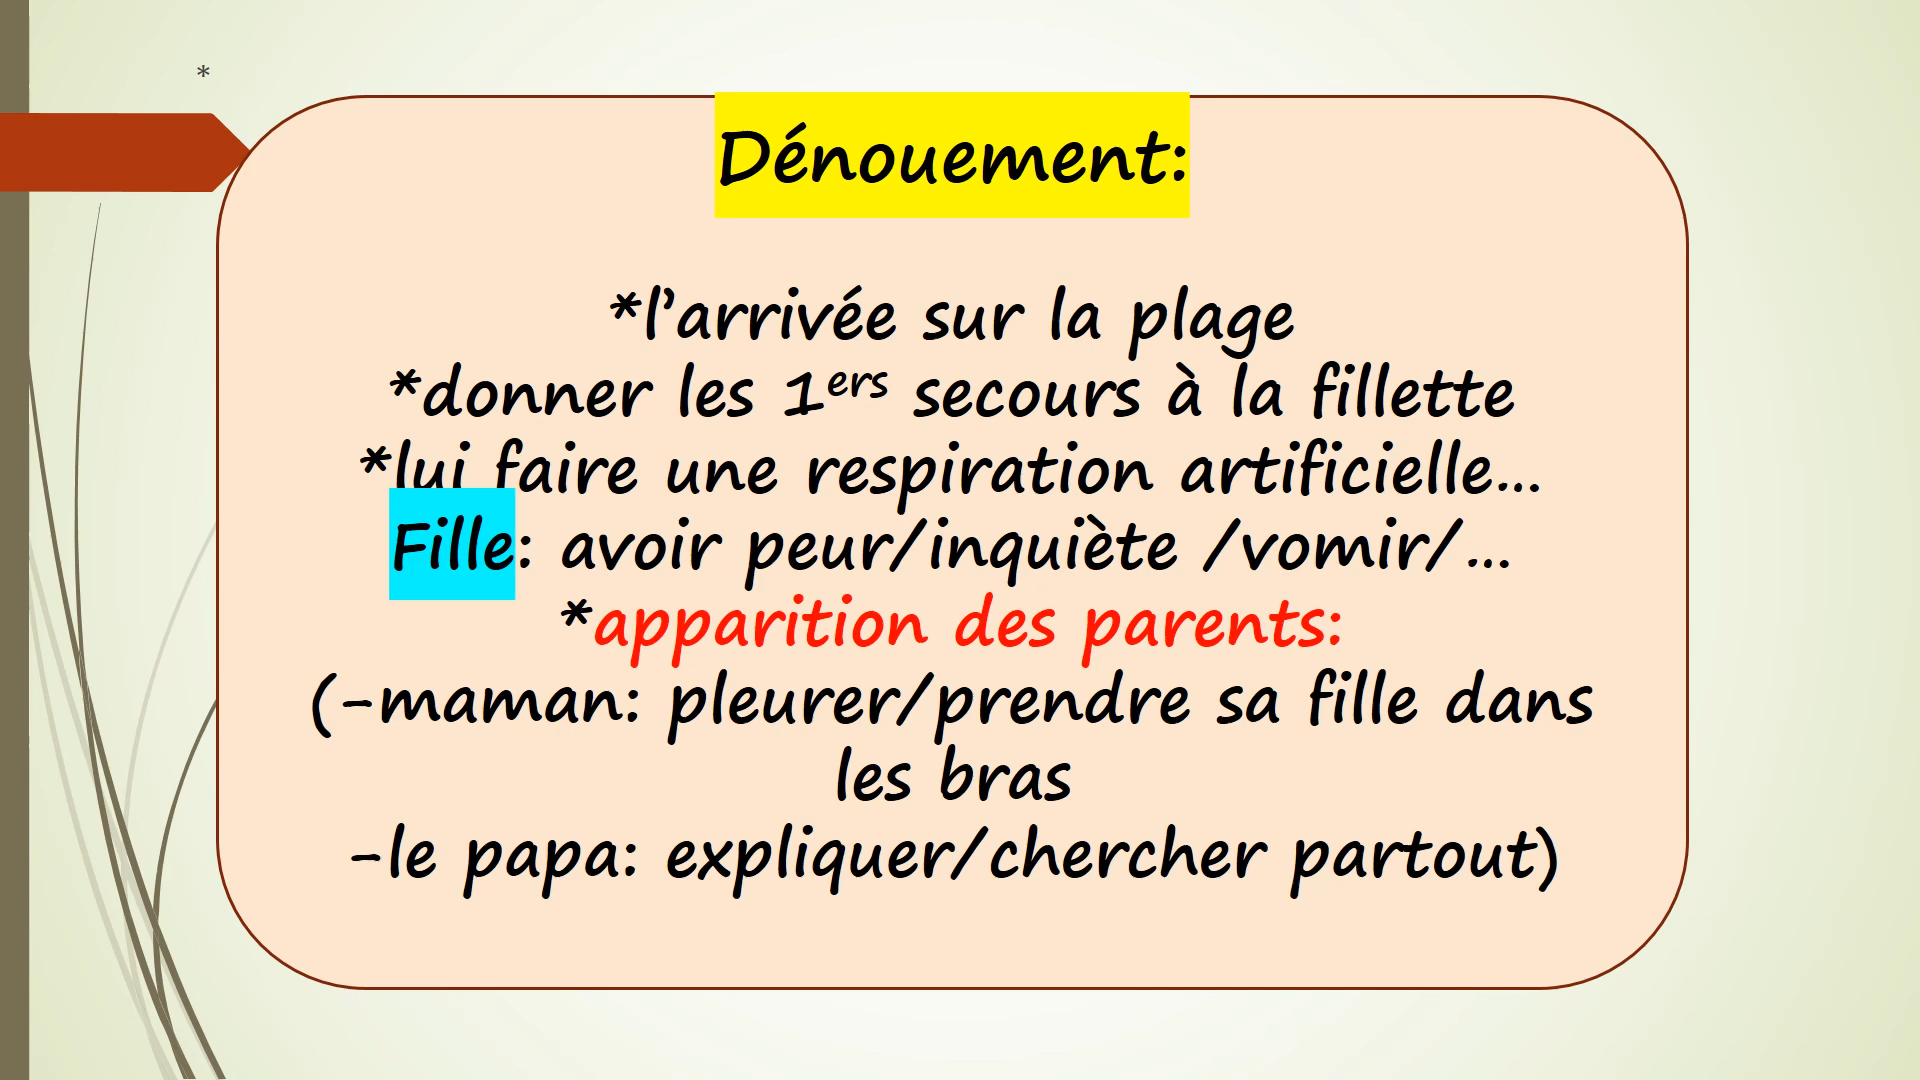 *
Dénouement:
*l’arrivée sur la plage
*donner les 1ers secours à la fillette
*lui faire une respiration artificielle...
Fille: avoir peur/inquiète /vomir/...
*apparition des parents:
(-maman: pleurer/prendre sa fille dans
les bras
-le papa: expliquer/chercher partout)